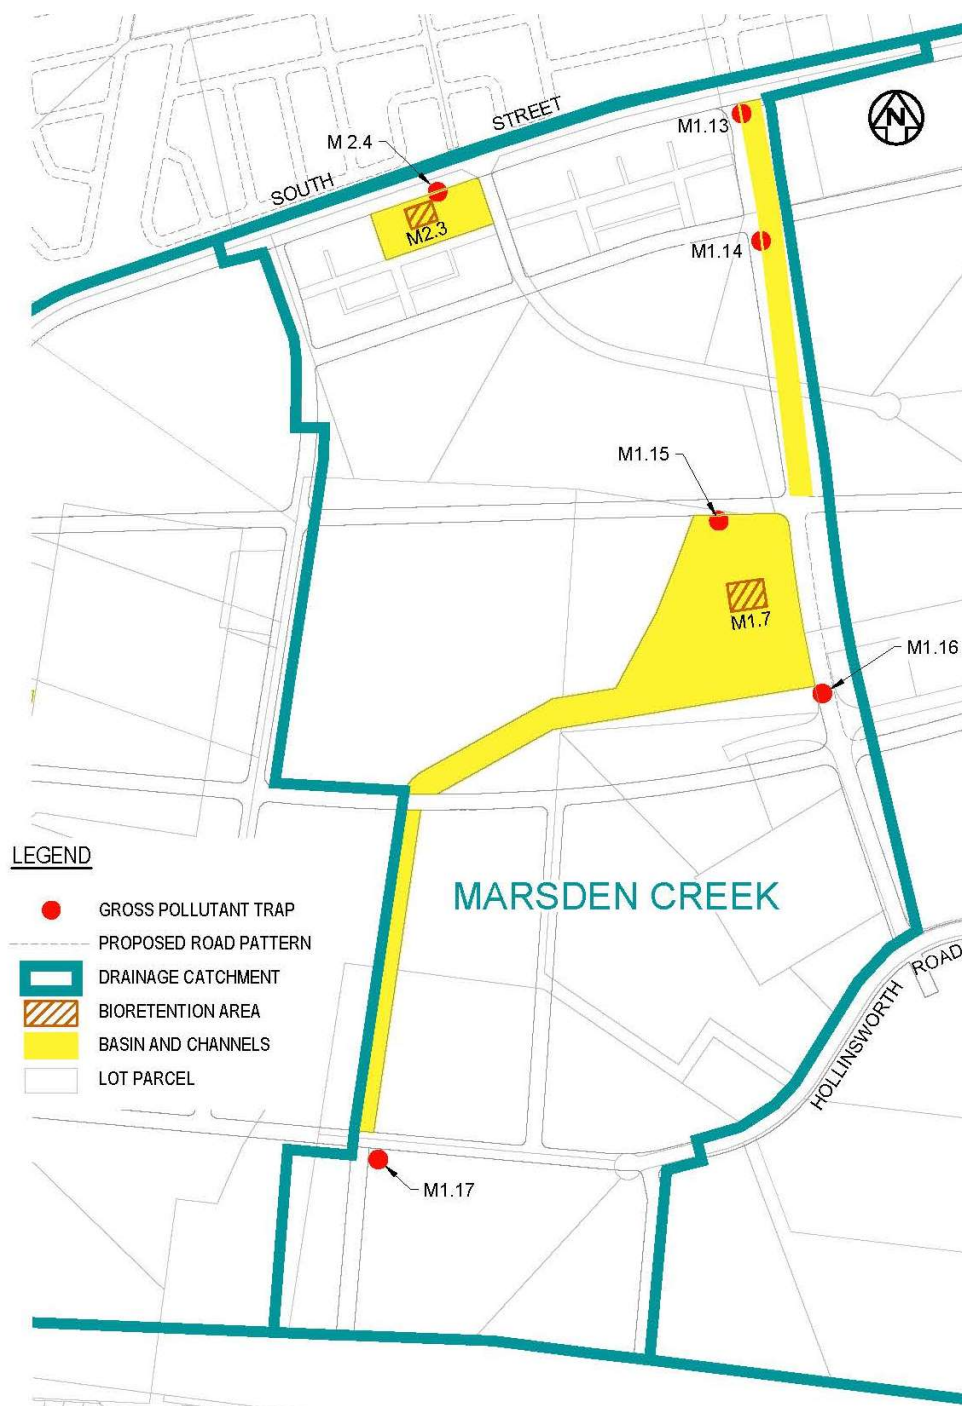 STREET
SOUTH
M 2.4
M2.3
M1.13
N
M1.14
M1.15
M1.7
M1.16
LEGEND
GROSS POLLUTANT TRAP
PROPOSED ROAD PATTERN
DRAINAGE CATCHMENT
BIORETENTION AREA
BASIN AND CHANNELS
LOT PARCEL
MARSDEN CREEK
HOLLINSWORTH ROAD
M1.17